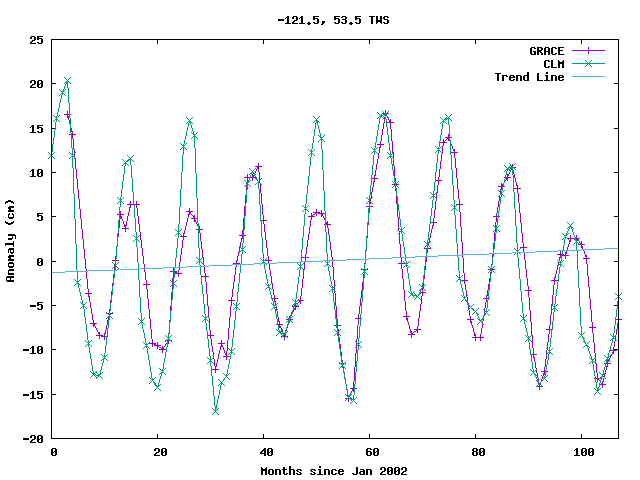 -121.5, 53.5 TWS
GRACE
CLM
Trend Line
25
20
15
10
5
0
-5
-10
-15
-20
Anomaly (cm)
0 20 40 60 80 100
Months since Jan 2002